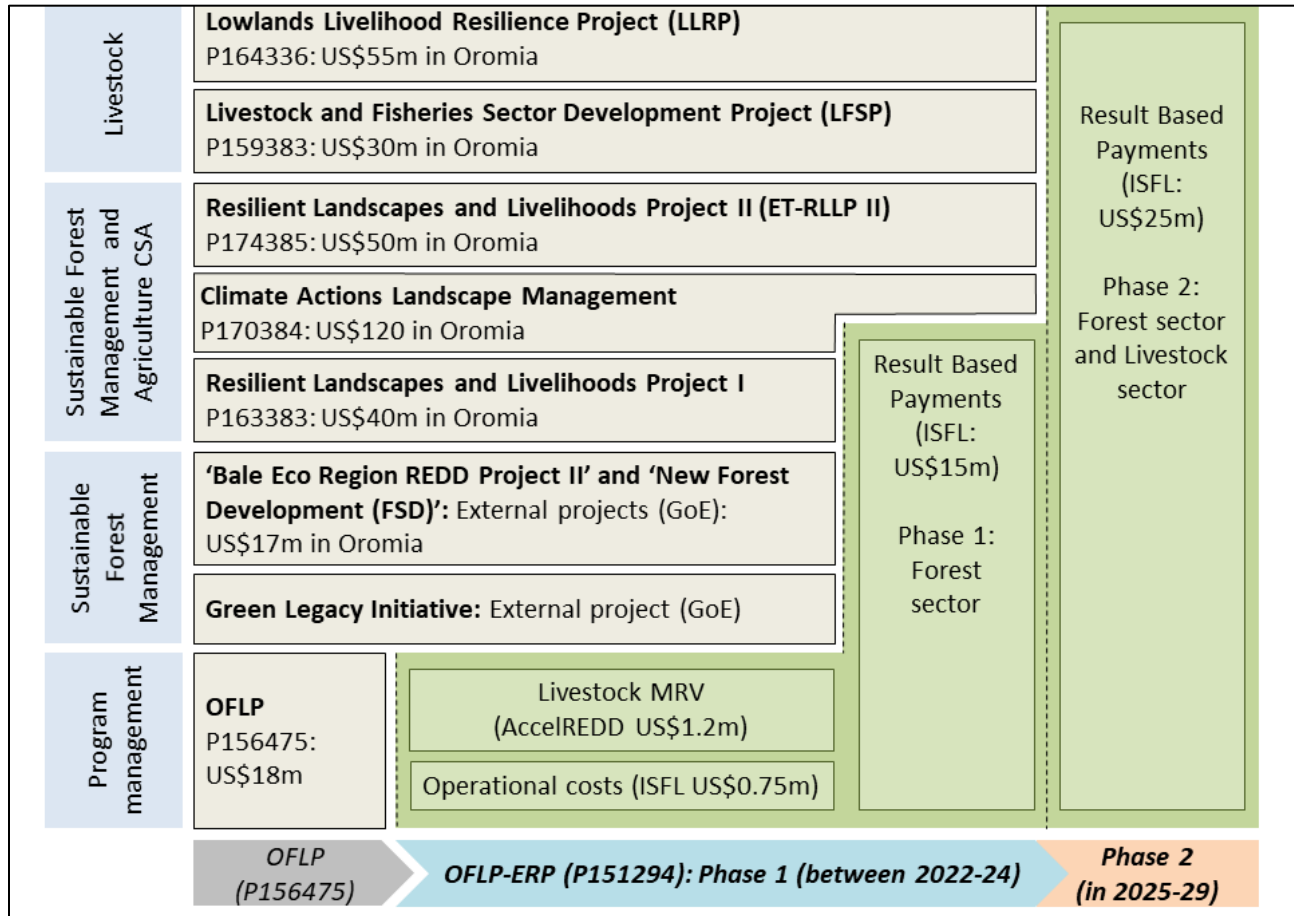 Livestock
Lowlands Livelihood Resilience Project (LLRP)
P164336: US$55m in Oromia
Livestock and Fisheries Sector Development Project (LFSP)
P159383: US$30m in Oromia
Sustainable Forest
Management and
Agriculture CSA
Resilient Landscapes and Livelihoods Project II (ET-RLLP II)
P174385: US$50m in Oromia
Climate Actions Landscape Management
P170384: US$120 in Oromia
Resilient Landscapes and Livelihoods Project I
P163383: US$40m in Oromia
Sustainable
Forest
Management
‘Bale Eco Region REDD Project II’ and ‘New Forest
Development (FSD)’: External projects (GoE):
US$17m in Oromia
Green Legacy Initiative: External project (GoE)
Program
management
OFLP
P156475:
US$18m
Livestock MRV
(AccelREDD US$1.2m)
Operational costs (ISFL US$0.75m)
Result Based
Payments
(ISFL:
US$15m)
Phase 1:
Forest
sector
Result Based
Payments
(ISFL:
US$25m)
Phase 2:
Forest sector
and Livestock
sector
OFLP
(P156475)
OFLP-ERP (P151294): Phase 1 (between 2022-24)
Phase 2
(in 2025-29)